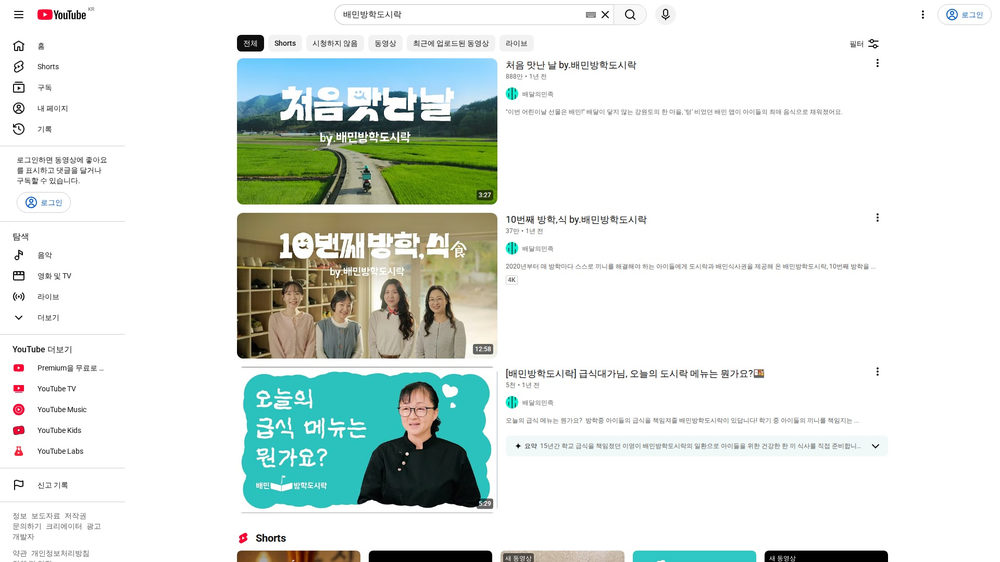 YouTube KR
배민방학도시락
로그인
홈
Shorts
구독
내 페이지
기록
로그인하면 동영상에 좋아요
를 표시하고 댓글을 달거나
구독할 수 있습니다.
로그인
탐색
음악
영화 및 TV
라이브
더보기
YouTube 더보기
Premium을 무료로 ...
YouTube TV
YouTube Music
YouTube Kids
YouTube Labs
신고 기록
정보 보도자료 저작권
문의하기 크리에이터 광고
개발자
약관 개인정보처리방침
전체
Shorts
시청하지 않음
동영상
최근에 업로드된 동영상
라이브
필터
처음 맛난 날
by.배민방학도시락
3:27
처음 맛난 날 by.배민방학도시락
888만 • 1년 전
배달의민족
"이번 어린이날 선물은 배민!" 배달이 닿지 않는 강원도의 한 마을, '텅' 비었던 배민 앱이 아이들의 최애 음식으로 채워졌어요.
10번째 방학,식食
by.배민방학도시락
12:58
10번째 방학,식 by.배민방학도시락
37만 • 1년 전
배달의민족
2020년부터 매 방학마다 스스로 끼니를 해결해야 하는 아이들에게 도시락과 배민식사권을 제공해 온 배민방학도시락, 10번째 방학을 ...
4K
오늘의
급식 메뉴는
뭔가요?
배민 방학도시락
5:29
[배민방학도시락] 급식대가님, 오늘의 도시락 메뉴는 뭔가요?🍱
5천 • 1년 전
배달의민족
오늘의 급식 메뉴는 뭔가요? 방학중 아이들의 급식을 책임져줄 배민방학도시락이 있답니다! 학기 중 아이들의 끼니를 책임지는 ...
요약 15년간 학교 급식을 책임졌던 이영이 배민방학도시락의 일환으로 아이들을 위한 건강한 한 끼 식사를 직접 준비합니...
Shorts
새 동영상
새 동영상